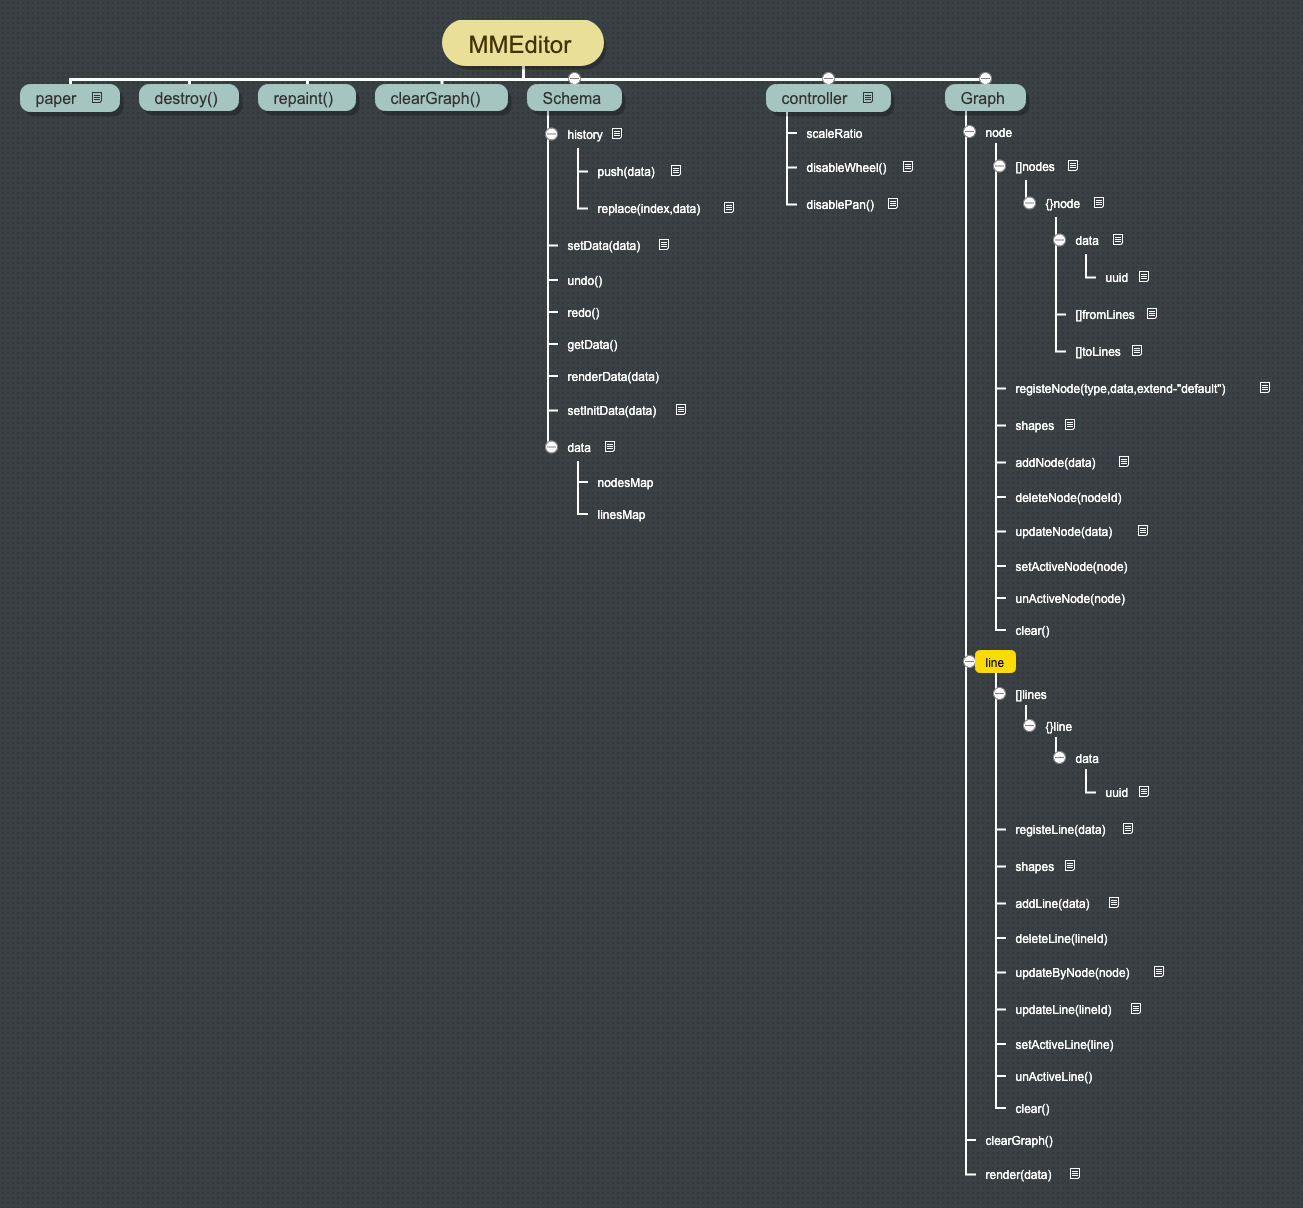 MMEditor
paper
destroy()
repaint()
clearGraph()
Schema
history
push(data)
replace(index,data)
setData(data)
undo()
redo()
getData()
renderData(data)
setInitData(data)
data
nodesMap
linesMap
controller
scaleRatio
disableWheel()
disablePan()
Graph
node
[]nodes
{}node
data
uuid
[]fromLines
[]toLines
registeNode(type,data,extend-"default")
shapes
addNode(data)
deleteNode(nodeId)
updateNode(data)
setActiveNode(node)
unActiveNode(node)
clear()
line
[]lines
{}line
data
uuid
registeLine(data)
shapes
addLine(data)
deleteLine(lineId)
updateByNode(node)
updateLine(lineId)
setActiveLine(line)
unActiveLine()
clear()
clearGraph()
render(data)